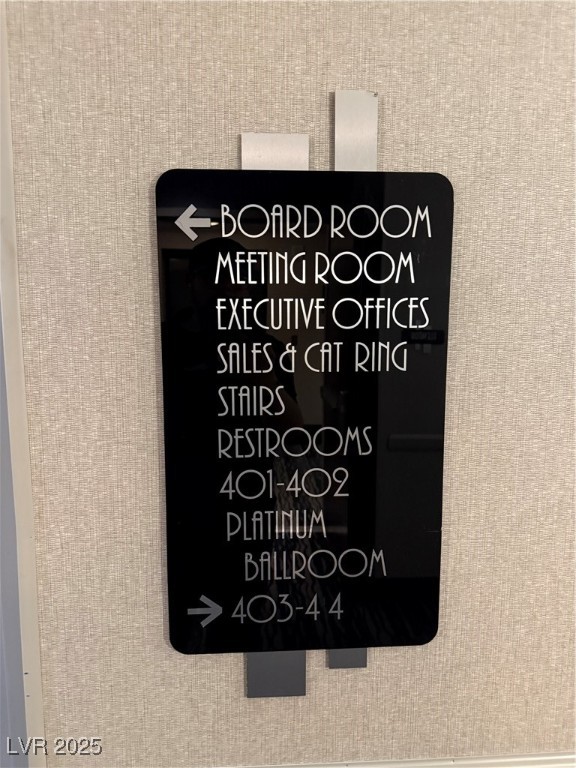 ← BOARD ROOM
MEETING ROOM
EXECUTIVE OFFICES
SALES & CAT RING
STAIRS
RESTROOMS
401-402
PLATINUM
BALLROOM
→ 403-4 4
LVR 2025